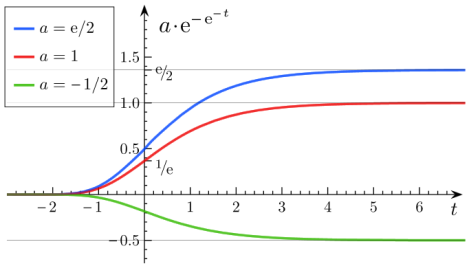 a = e/2
a = 1
a = −1/2
a·e^−e^−t
1.5
e/2
1.0
0.5
1/e
−2 −1 1 2 3 4 5 6 t
−0.5